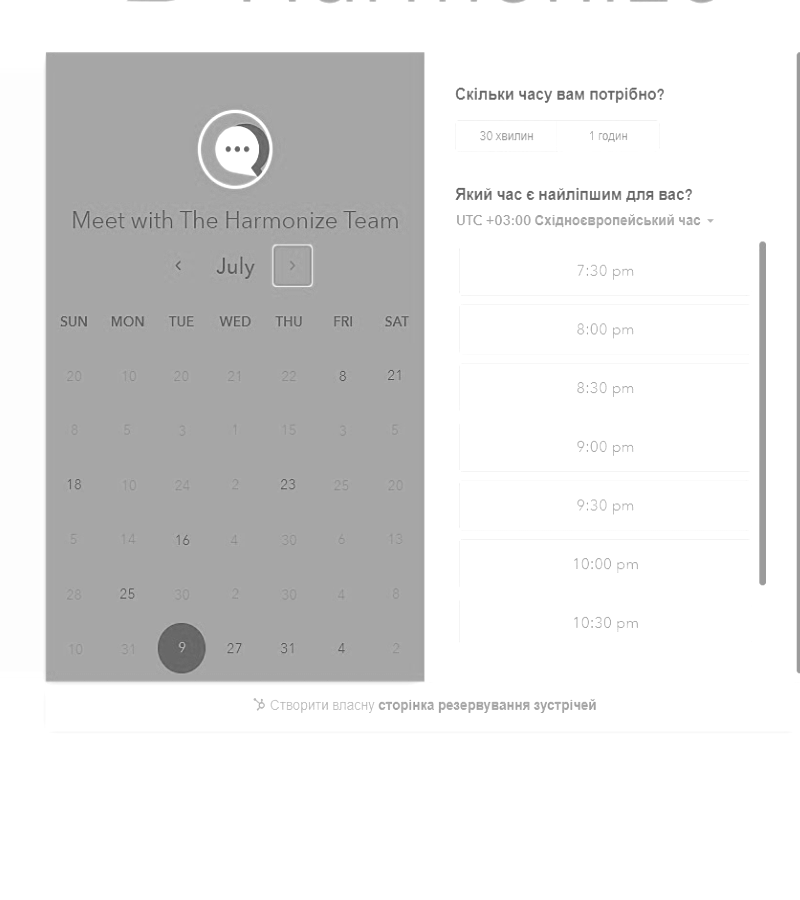 Meet with The Harmonize Team
July
SUN MON TUE WED THU FRI SAT
20 10 20 21 22 8 21
8 5 3 1 15 3 5
18 10 24 2 23 25 20
5 14 16 4 30 6 13
28 25 30 2 30 4 8
10 31 9 27 31 4 2
Скільки часу вам потрібно?
30 хвилин 1 годин
Який час є найліпшим для вас?
UTC +03:00 Східноєвропейський час
7:30 pm
8:00 pm
8:30 pm
9:00 pm
9:30 pm
10:00 pm
10:30 pm
Створити власну сторінка резервування зустрічей